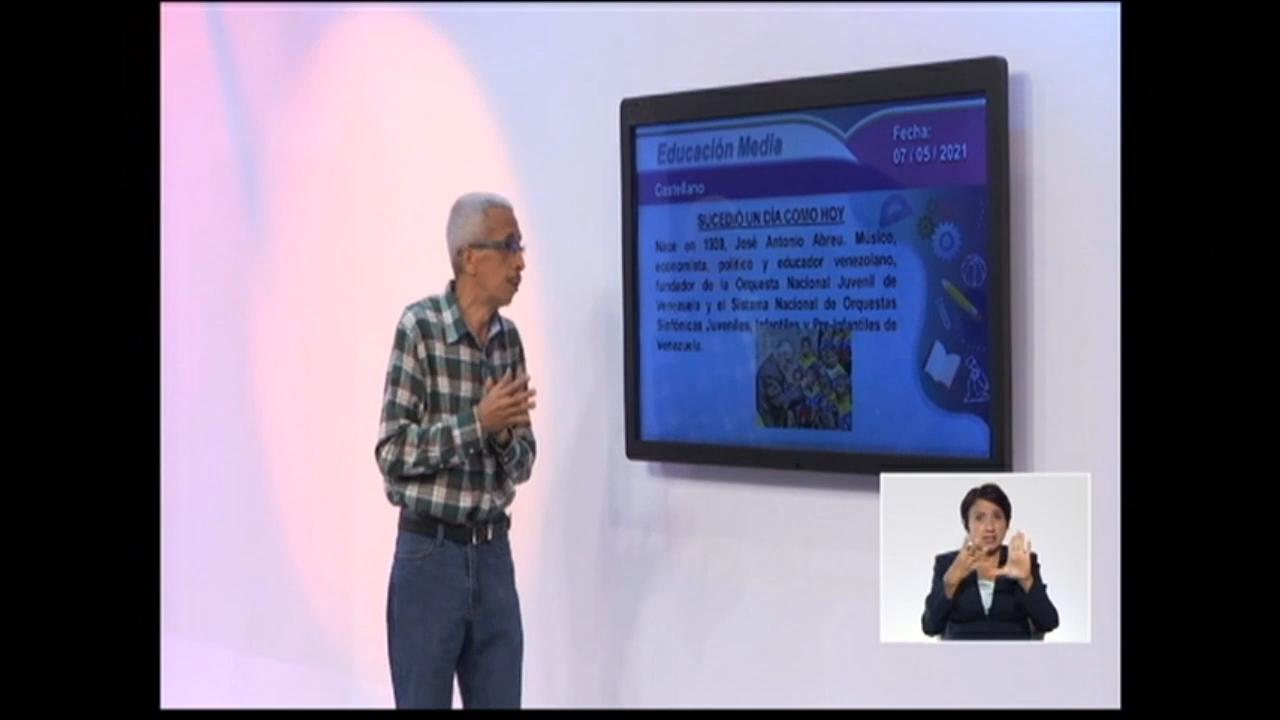 Educación Media
Fecha:
07 / 05 / 2021
Castellano
SUCEDIÓ UN DÍA COMO HOY
Nace en 1939, José Antonio Abreu. Músico,
economista, político y educador venezolano,
fundador de la Orquesta Nacional Juvenil de
Venezuela y el Sistema Nacional de Orquestas
Sinfónicas Juveniles, Infantiles y Pre-Infantiles de
Venezuela.